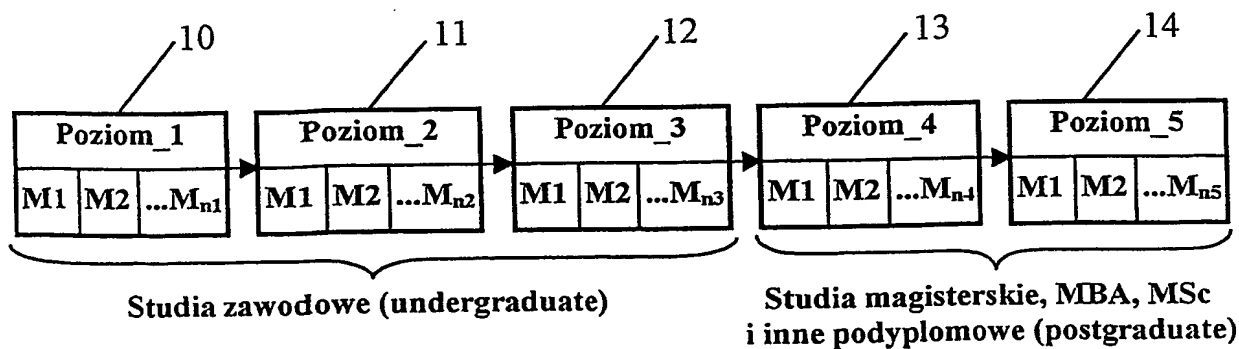 10 11 12 13 14
Poziom_1 Poziom_2 Poziom_3 Poziom_4 Poziom_5
M1 M2 ...Mn1 M1 M2 ...Mn2 M1 M2 ...Mn3 M1 M2 ...Mn4 M1 M2 ...Mn5
Studia zawodowe (undergraduate)
Studia magisterskie, MBA, MSc
i inne podyplomowe (postgraduate)